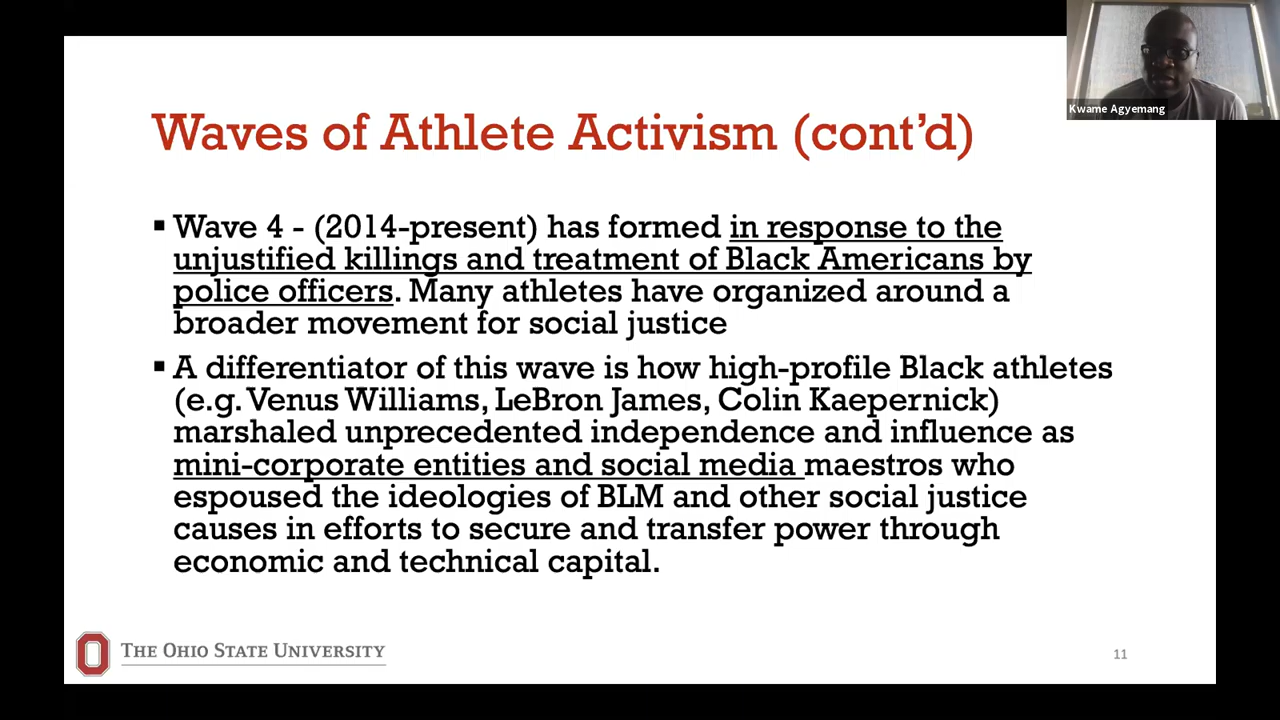 Kwame Agyemang
Waves of Athlete Activism (cont’d)
▪ Wave 4 - (2014-present) has formed in response to the
unjustified killings and treatment of Black Americans by
police officers. Many athletes have organized around a
broader movement for social justice
▪ A differentiator of this wave is how high-profile Black athletes
(e.g. Venus Williams, LeBron James, Colin Kaepernick)
marshaled unprecedented independence and influence as
mini-corporate entities and social media maestros who
espoused the ideologies of BLM and other social justice
causes in efforts to secure and transfer power through
economic and technical capital.
THE OHIO STATE UNIVERSITY
11